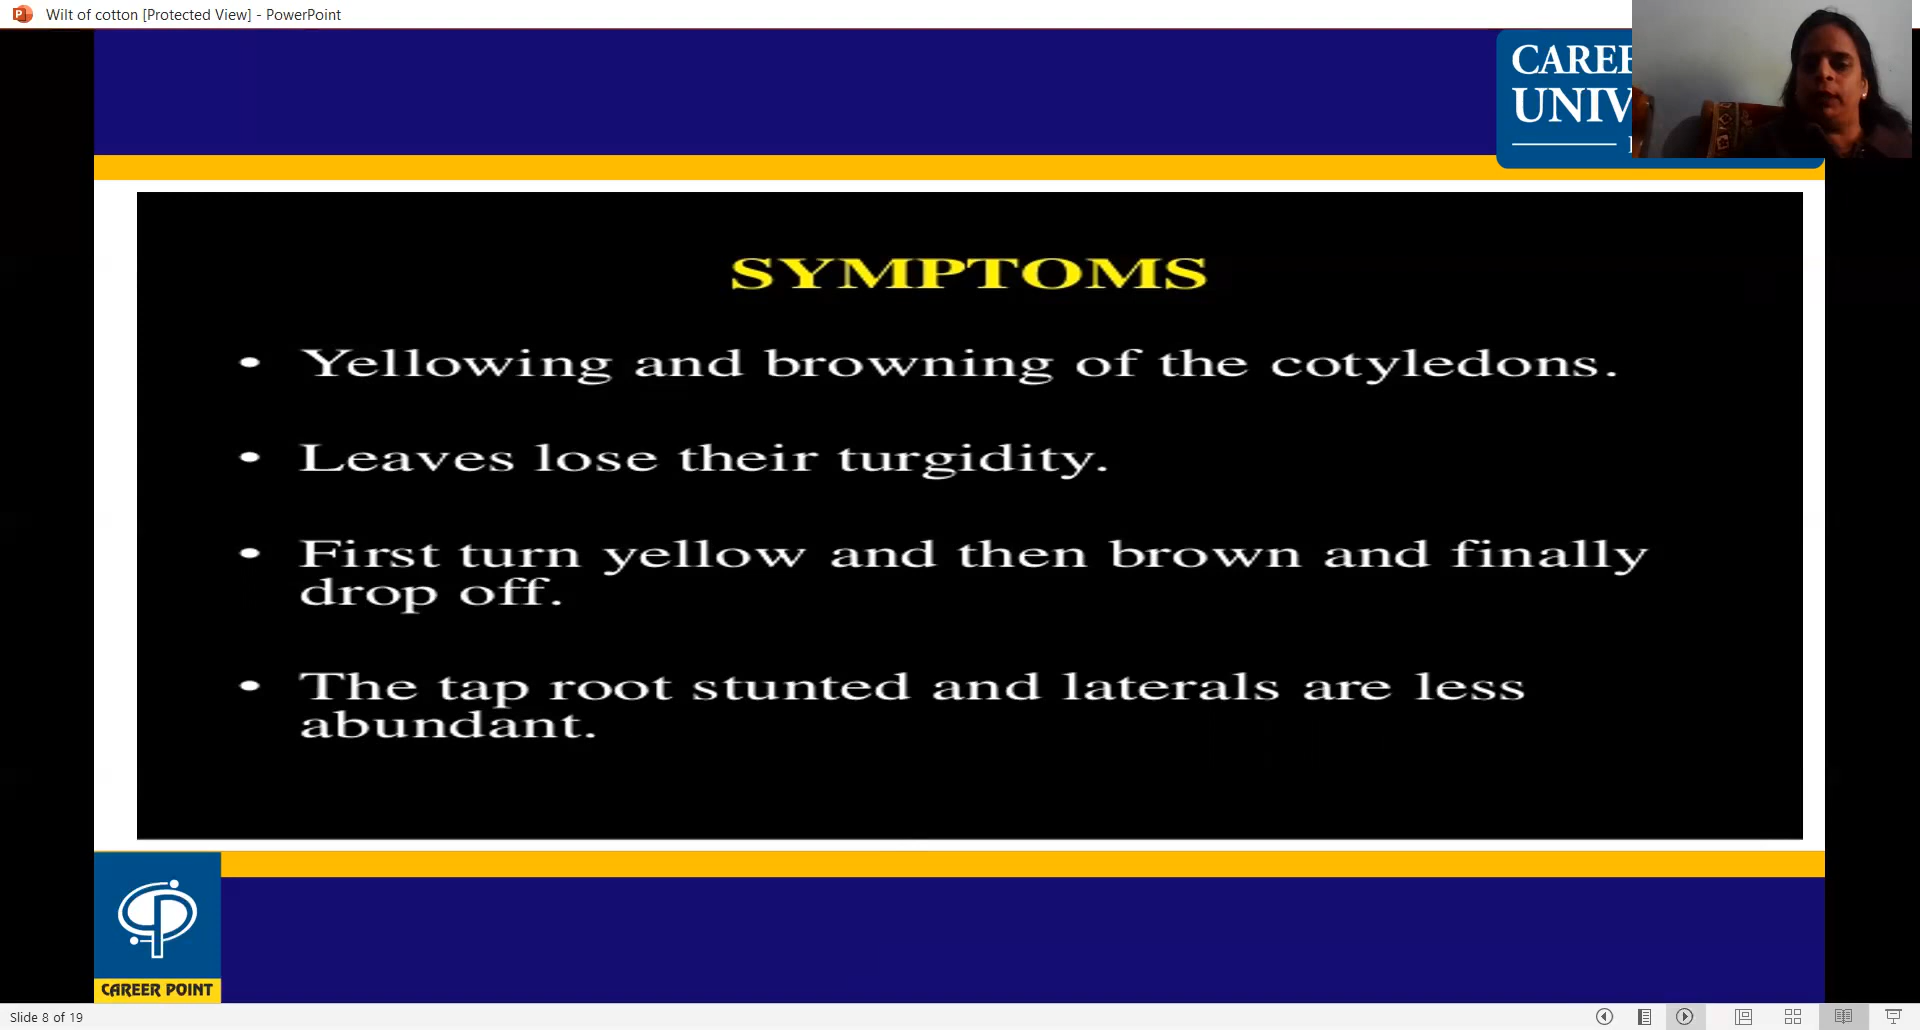 Wilt of cotton [Protected View] - PowerPoint
UNIV
SYMPTOMS
• Yellowing and browning of the cotyledons.
• Leaves lose their turgidity.
• First turn yellow and then brown and finally
drop off.
• The tap root stunted and laterals are less
abundant.
CAREER POINT
Slide 8 of 19